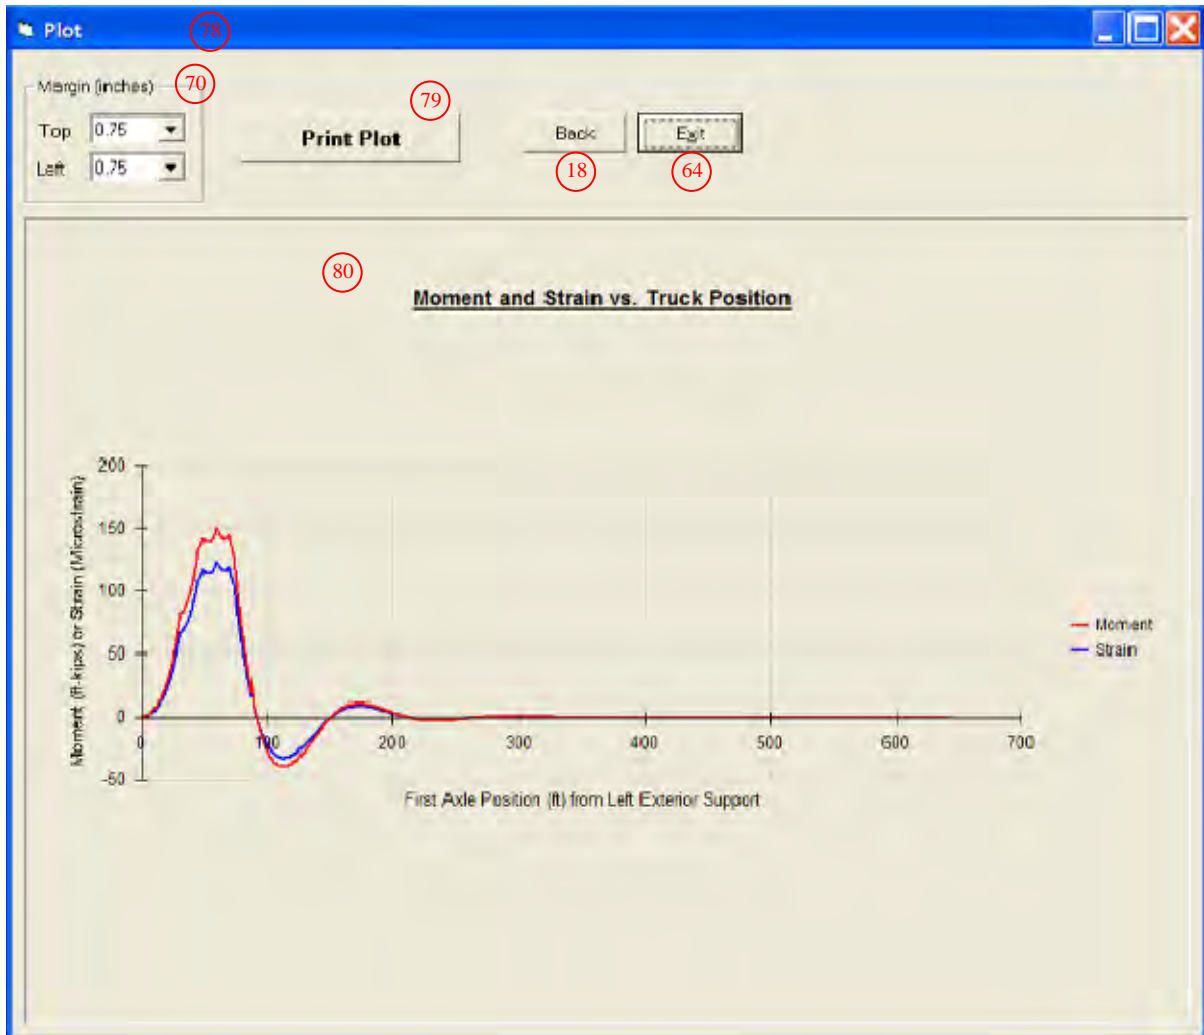 Plot
78
Margin (inches)
70
Top 0.75
Left 0.75
79
Print Plot
Back
Exit
18
64
80
Moment and Strain vs. Truck Position
Moment (ft-kips) or Strain (Microstrain)
200
150
100
50
0
-50
0 100 200 300 400 500 600 700
First Axle Position (ft) from Left Exterior Support
Moment
Strain